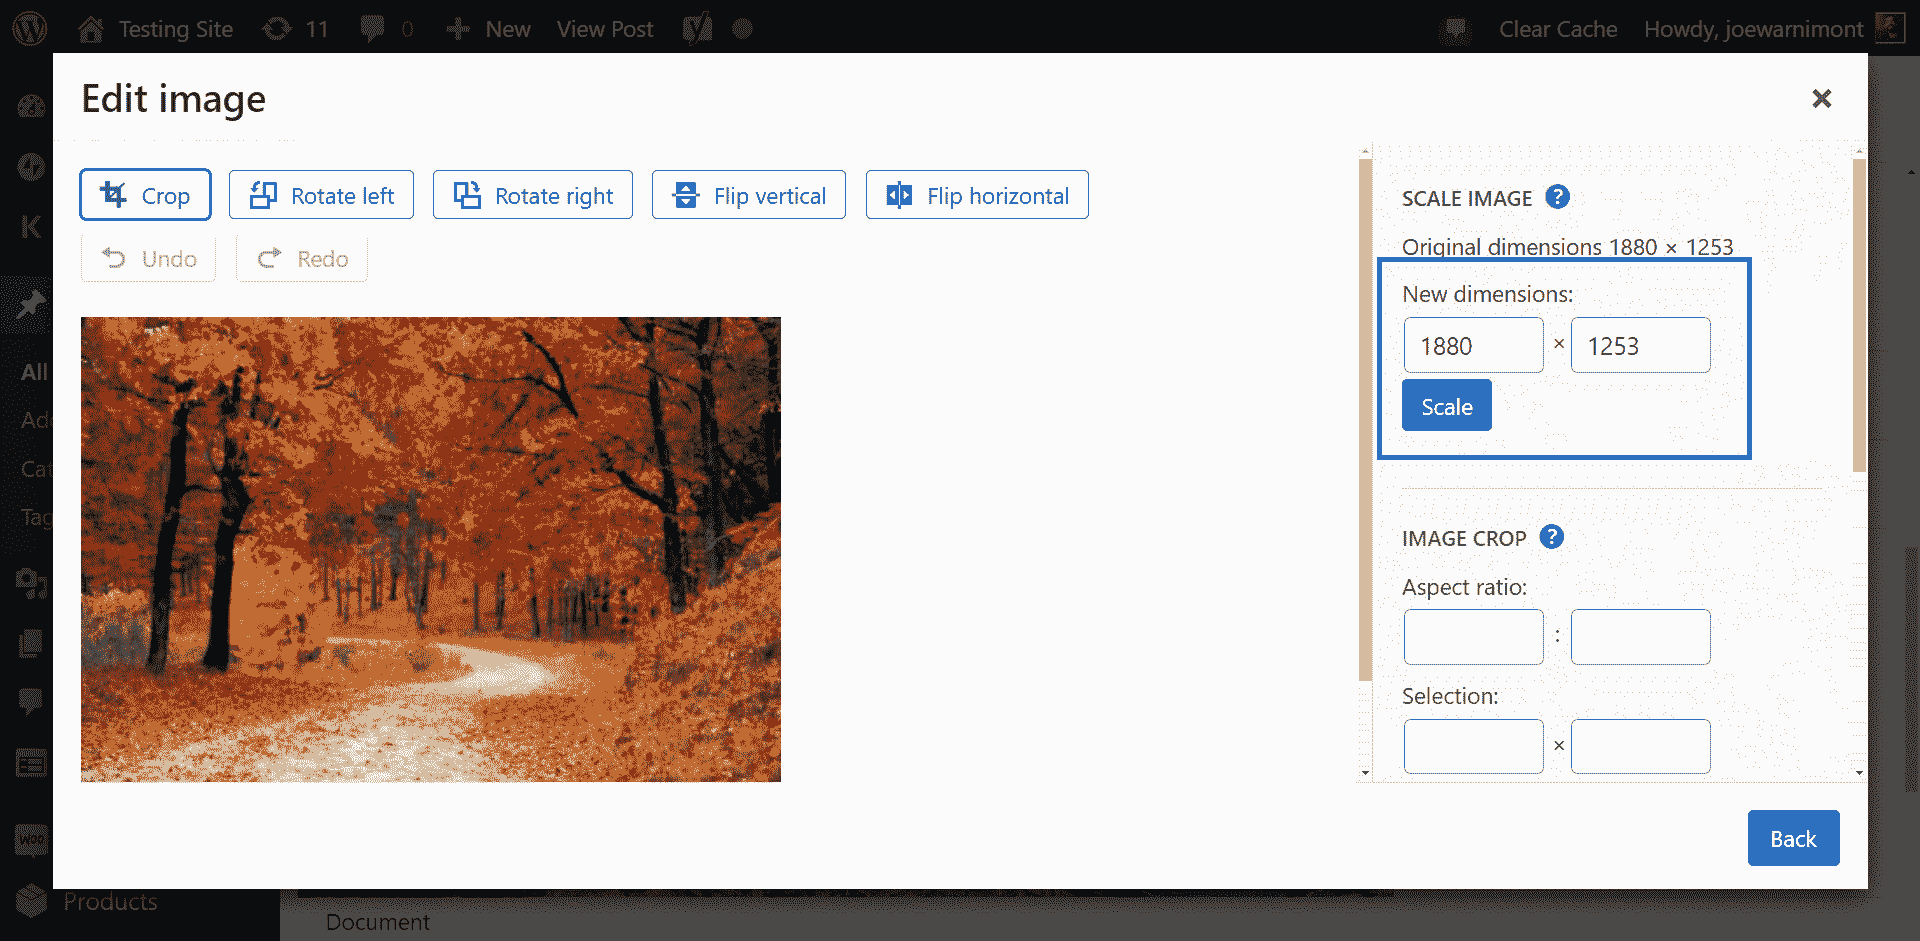 Testing Site 11 0 New View Post Clear Cache Howdy, joewarnimont
Edit image
Crop Rotate left Rotate right Flip vertical Flip horizontal
Undo Redo
SCALE IMAGE ?
Original dimensions 1880 × 1253
New dimensions:
1880 × 1253
Scale
IMAGE CROP ?
Aspect ratio:
:
Selection:
×
Back
All
Ad
Cat
Tag
Woo
Products
Document